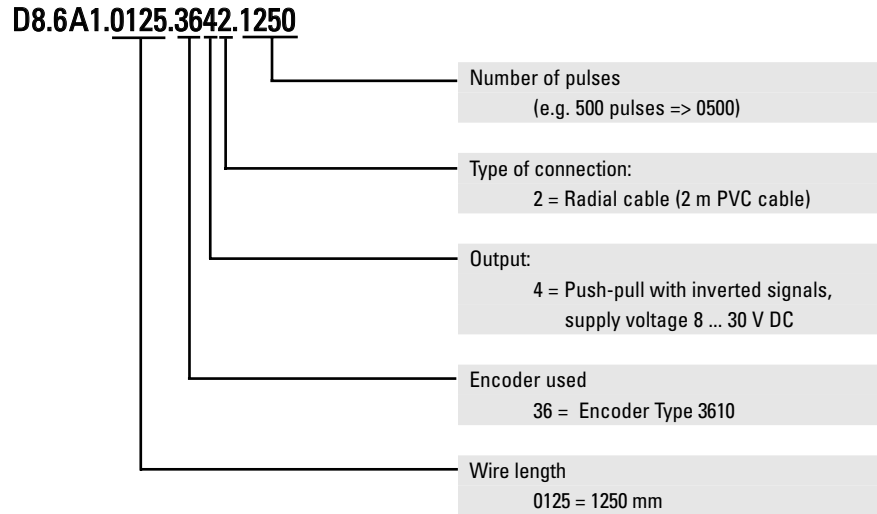 D8.6A1.0125.3642.1250
Number of pulses
(e.g. 500 pulses => 0500)
Type of connection:
2 = Radial cable (2 m PVC cable)
Output:
4 = Push-pull with inverted signals,
supply voltage 8 ... 30 V DC
Encoder used
36 = Encoder Type 3610
Wire length
0125 = 1250 mm